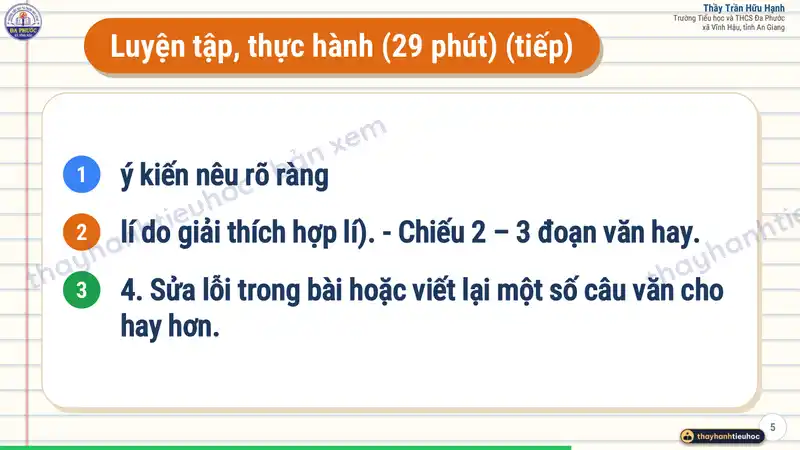 Thầy Trần Hữu Hạnh
Trường Tiểu học và THCS Đa Phước
xã Vĩnh Hậu, tỉnh An Giang
ĐA PHƯỚC
Luyện tập, thực hành (29 phút) (tiếp)
1 ý kiến nêu rõ ràng
2 lí do giải thích hợp lí). - Chiếu 2 – 3 đoạn văn hay.
3 4. Sửa lỗi trong bài hoặc viết lại một số câu văn cho
hay hơn.
thayhanhtieuhoc
5